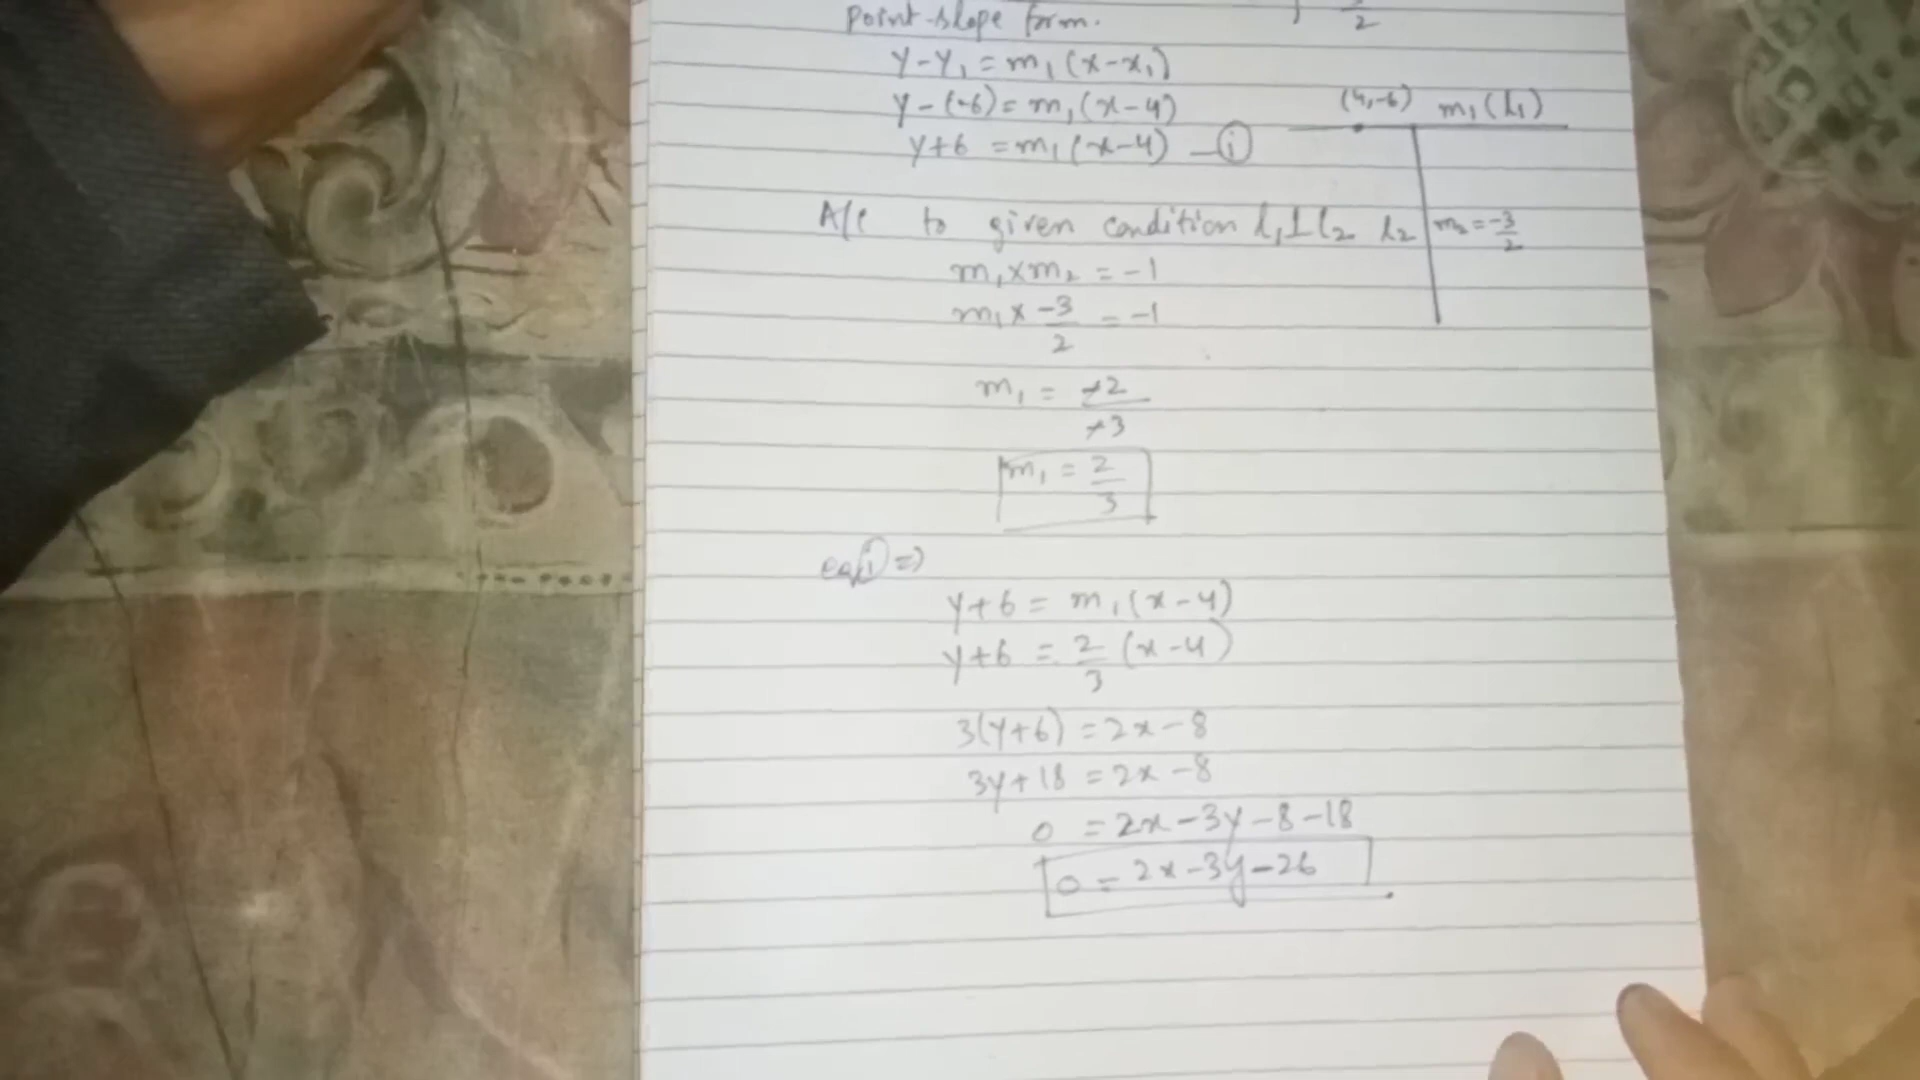 point-slope form.
2
y-y₁ = m₁(x-x₁)
y-(-6) = m₁(x-4)
(4,-6) m₁(l₁)
y+6 = m₁(x-4) — (i)
A/c to given condition l₁⊥l₂ l₂ m₂ = -3/2
m₁×m₂ = -1
m₁× -3/2 = -1
m₁ = -2/-3
m₁ = 2/3
eq(i) =>
y+6 = m₁(x-4)
y+6 = 2/3 (x-4)
3(y+6) = 2x-8
3y+18 = 2x-8
0 = 2x-3y-8-18
0 = 2x-3y-26